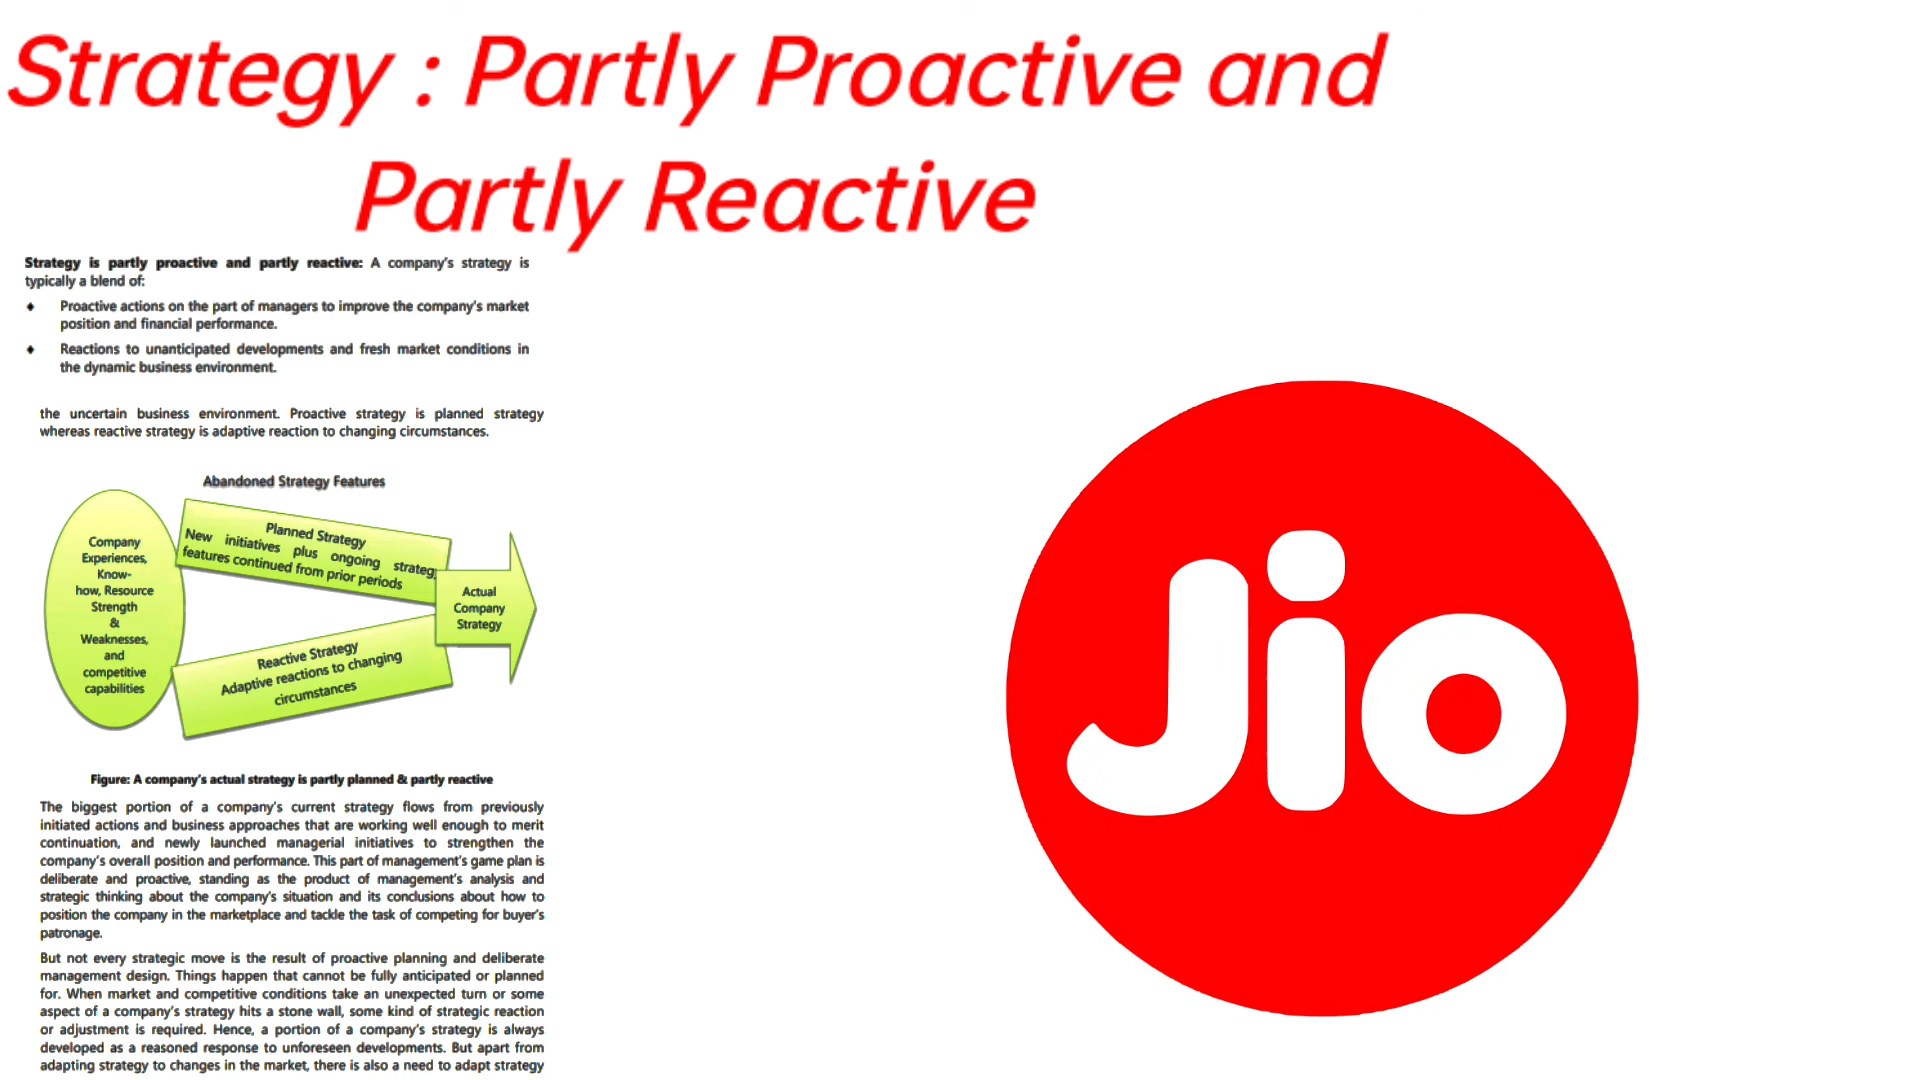 Strategy : Partly Proactive and
Partly Reactive
Strategy is partly proactive and partly reactive: A company's strategy is
typically a blend of:
♦ Proactive actions on the part of managers to improve the company's market
position and financial performance.
♦ Reactions to unanticipated developments and fresh market conditions in
the dynamic business environment.
the uncertain business environment. Proactive strategy is planned strategy
whereas reactive strategy is adaptive reaction to changing circumstances.
Abandoned Strategy Features
Company
Experiences,
Know-
how, Resource
Strength
&
Weaknesses,
and
competitive
capabilities
Planned Strategy
New initiatives plus ongoing strateg
features continued from prior periods
Reactive Strategy
Adaptive reactions to changing
circumstances
Actual
Company
Strategy
Figure: A company's actual strategy is partly planned & partly reactive
The biggest portion of a company's current strategy flows from previously
initiated actions and business approaches that are working well enough to merit
continuation, and newly launched managerial initiatives to strengthen the
company's overall position and performance. This part of management's game plan is
deliberate and proactive, standing as the product of management's analysis and
strategic thinking about the company's situation and its conclusions about how to
position the company in the marketplace and tackle the task of competing for buyer's
patronage.
But not every strategic move is the result of proactive planning and deliberate
management design. Things happen that cannot be fully anticipated or planned
for. When market and competitive conditions take an unexpected turn or some
aspect of a company's strategy hits a stone wall, some kind of strategic reaction
or adjustment is required. Hence, a portion of a company's strategy is always
developed as a reasoned response to unforeseen developments. But apart from
adapting strategy to changes in the market, there is also a need to adapt strategy
Jio